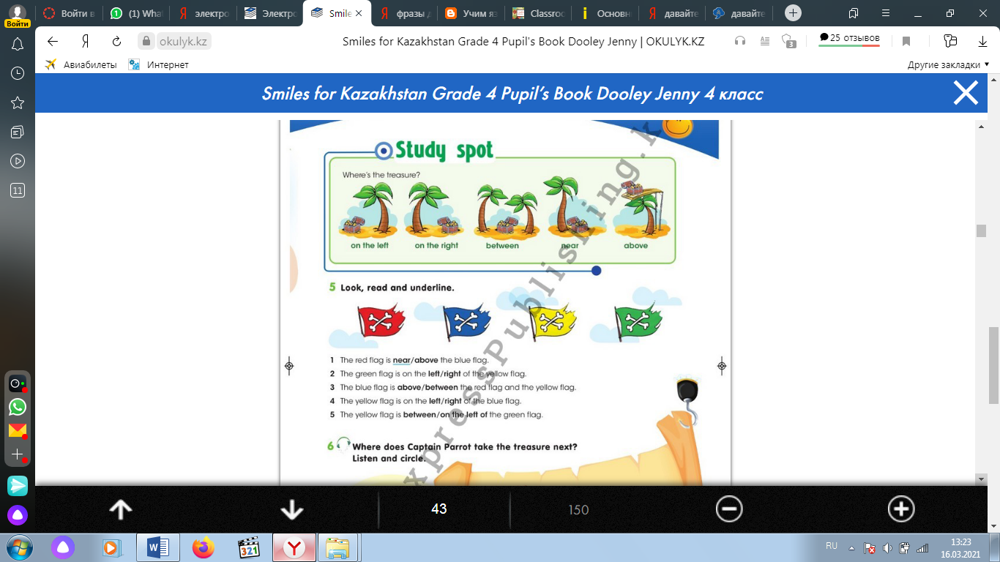 Войти в
(1) Wha
электро
Электро
Smile
фразы д
Учим яз
Classroo
Основн
давайте
давайте
Войти
okulyk.kz
Smiles for Kazakhstan Grade 4 Pupil's Book Dooley Jenny | OKULYK.KZ
3
25 отзывов
Авиабилеты
Интернет
Другие закладки
Smiles for Kazakhstan Grade 4 Pupil's Book Dooley Jenny 4 класс
11
Study spot
Where's the treasure?
on the left
on the right
between
near
above
5 Look, read and underline.
1 The red flag is near/above the blue flag.
2 The green flag is on the left/right of the yellow flag.
3 The blue flag is above/between the red flag and the yellow flag.
4 The yellow flag is on the left/right of the blue flag.
5 The yellow flag is between/on the left of the green flag.
6 Where does Captain Parrot take the treasure next?
Listen and circle.
xpressPublishing.k
43
150
321
RU
13:23
16.03.2021